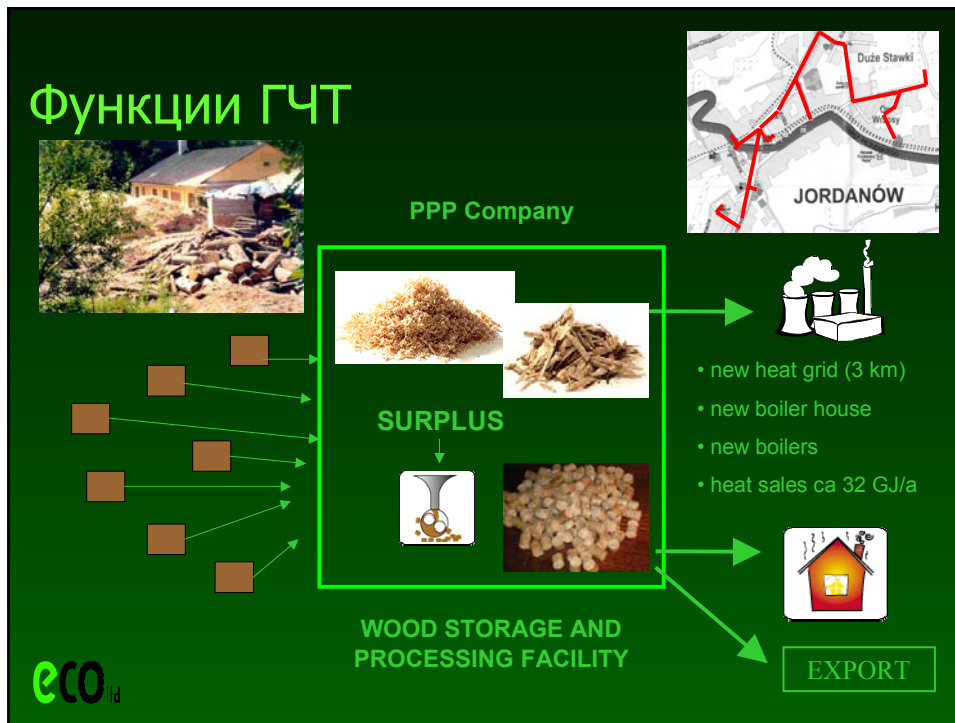 Функции ГЧТ
Duże Stawki
JORDANÓW
PPP Company
SURPLUS
• new heat grid (3 km)
• new boiler house
• new boilers
• heat sales ca 32 GJ/a
WOOD STORAGE AND
PROCESSING FACILITY
EXPORT
eco ltd